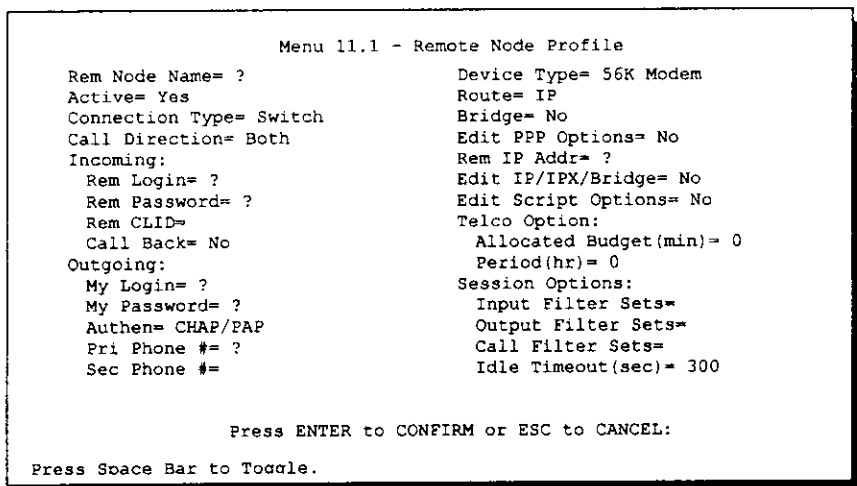 Menu 11.1 - Remote Node Profile
Rem Node Name= ?
Active= Yes
Connection Type= Switch
Call Direction= Both
Incoming:
Rem Login= ?
Rem Password= ?
Rem CLID=
Call Back= No
Outgoing:
My Login= ?
My Password= ?
Authen= CHAP/PAP
Pri Phone #= ?
Sec Phone #=
Device Type= 56K Modem
Route= IP
Bridge= No
Edit PPP Options= No
Rem IP Addr= ?
Edit IP/IPX/Bridge= No
Edit Script Options= No
Telco Option:
Allocated Budget(min)= 0
Period(hr)= 0
Session Options:
Input Filter Sets=
Output Filter Sets=
Call Filter Sets=
Idle Timeout(sec)= 300
Press ENTER to CONFIRM or ESC to CANCEL:
Press Space Bar to Toggle.